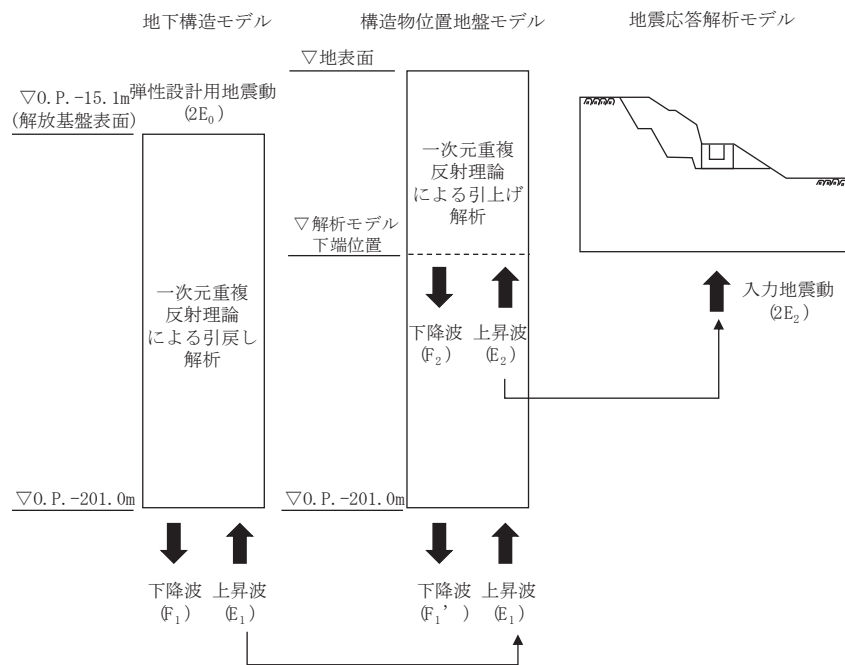 地下構造モデル
▽O.P.-15.1m
(解放基盤表面)
弾性設計用地震動
(2E₀)
一次元重複
反射理論
による引戻し
解析
▽O.P.-201.0m
下降波
(F₁)
上昇波
(E₁)
構造物位置地盤モデル
▽地表面
一次元重複
反射理論
による引上げ
解析
▽解析モデル
下端位置
下降波
(F₂)
上昇波
(E₂)
▽O.P.-201.0m
下降波
(F₁’)
上昇波
(E₁)
地震応答解析モデル
入力地震動
(2E₂)